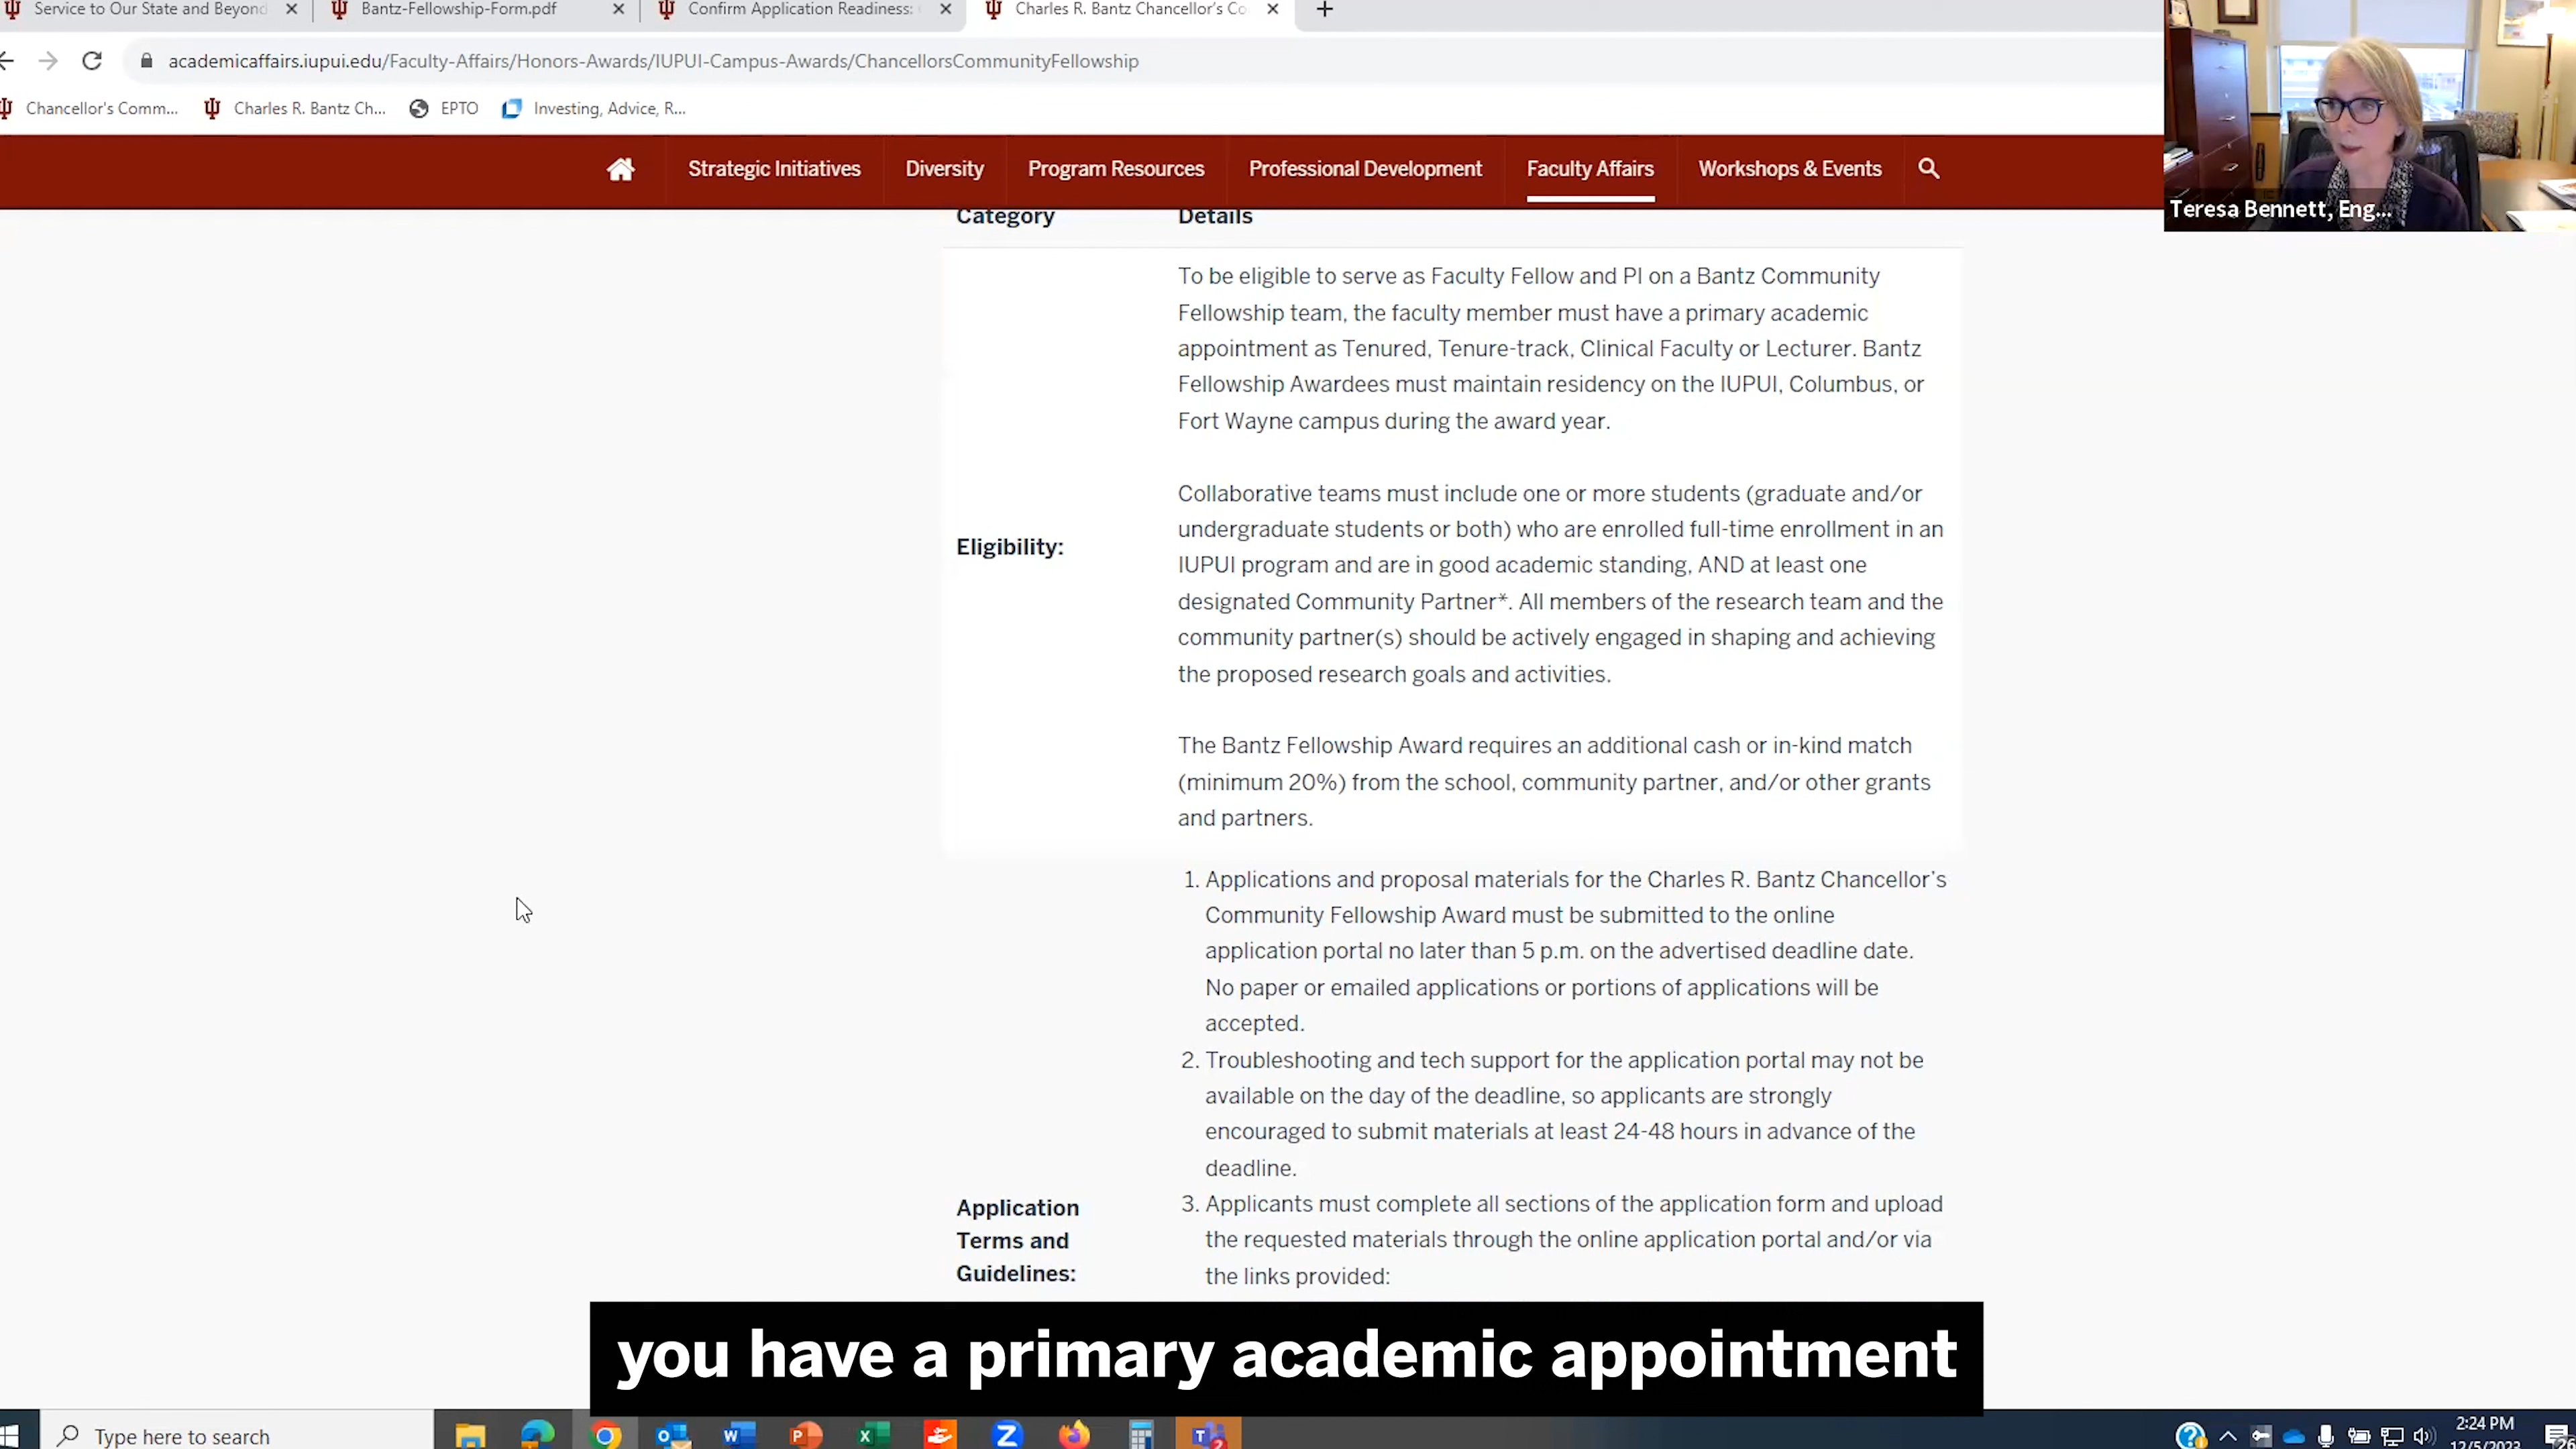 Service to Our State and Beyond
Bantz-Fellowship-Form.pdf
Confirm Application Readiness:
Charles R. Bantz Chancellor's Co
academicaffairs.iupui.edu/Faculty-Affairs/Honors-Awards/IUPUI-Campus-Awards/ChancellorsCommunityFellowship
Chancellor's Comm...
Charles R. Bantz Ch...
EPTO
Investing, Advice, R...
Strategic Initiatives
Diversity
Program Resources
Professional Development
Faculty Affairs
Workshops & Events
Teresa Bennett, Eng...
Category
Details
Eligibility:
To be eligible to serve as Faculty Fellow and PI on a Bantz Community
Fellowship team, the faculty member must have a primary academic
appointment as Tenured, Tenure-track, Clinical Faculty or Lecturer. Bantz
Fellowship Awardees must maintain residency on the IUPUI, Columbus, or
Fort Wayne campus during the award year.
Collaborative teams must include one or more students (graduate and/or
undergraduate students or both) who are enrolled full-time enrollment in an
IUPUI program and are in good academic standing, AND at least one
designated Community Partner*. All members of the research team and the
community partner(s) should be actively engaged in shaping and achieving
the proposed research goals and activities.
The Bantz Fellowship Award requires an additional cash or in-kind match
(minimum 20%) from the school, community partner, and/or other grants
and partners.
Application
Terms and
Guidelines:
1. Applications and proposal materials for the Charles R. Bantz Chancellor's
Community Fellowship Award must be submitted to the online
application portal no later than 5 p.m. on the advertised deadline date.
No paper or emailed applications or portions of applications will be
accepted.
2. Troubleshooting and tech support for the application portal may not be
available on the day of the deadline, so applicants are strongly
encouraged to submit materials at least 24-48 hours in advance of the
deadline.
3. Applicants must complete all sections of the application form and upload
the requested materials through the online application portal and/or via
the links provided:
you have a primary academic appointment
Type here to search
2:24 PM
12/5/2023